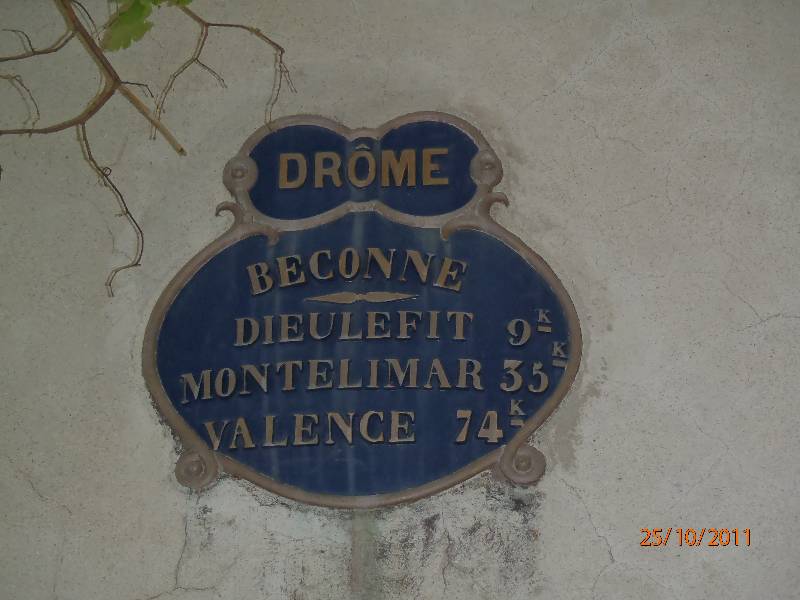 DRÔME
BECONNE
DIEULEFIT 9K
MONTELIMAR 35K
VALENCE 74K
25/10/2011